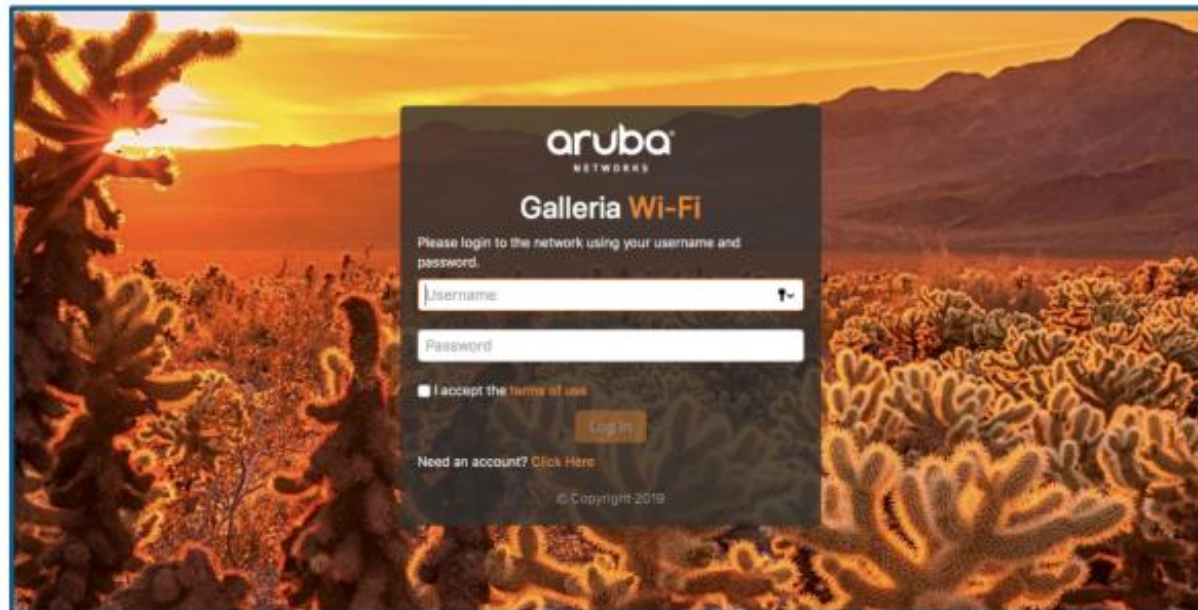 aruba
NETWORKS
Galleria Wi-Fi
Please login to the network using your username and
password.
Username
Password
I accept the terms of use
Log In
Need an account? Click Here
© Copyright 2019